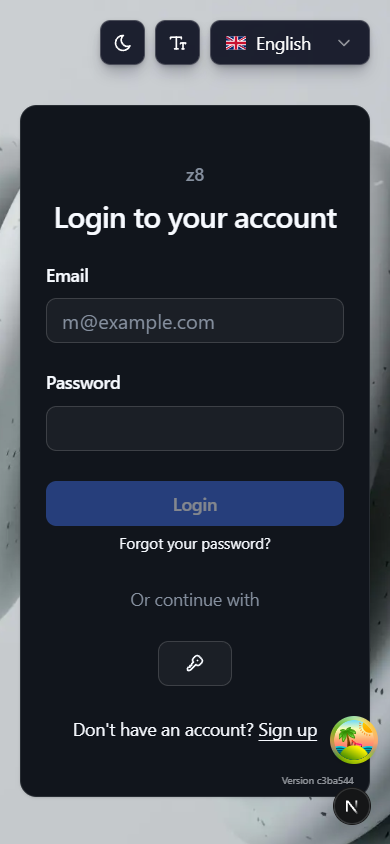 English
z8
Login to your account
Email
m@example.com
Password
Login
Forgot your password?
Or continue with
Don't have an account? Sign up
Version c3ba544
N